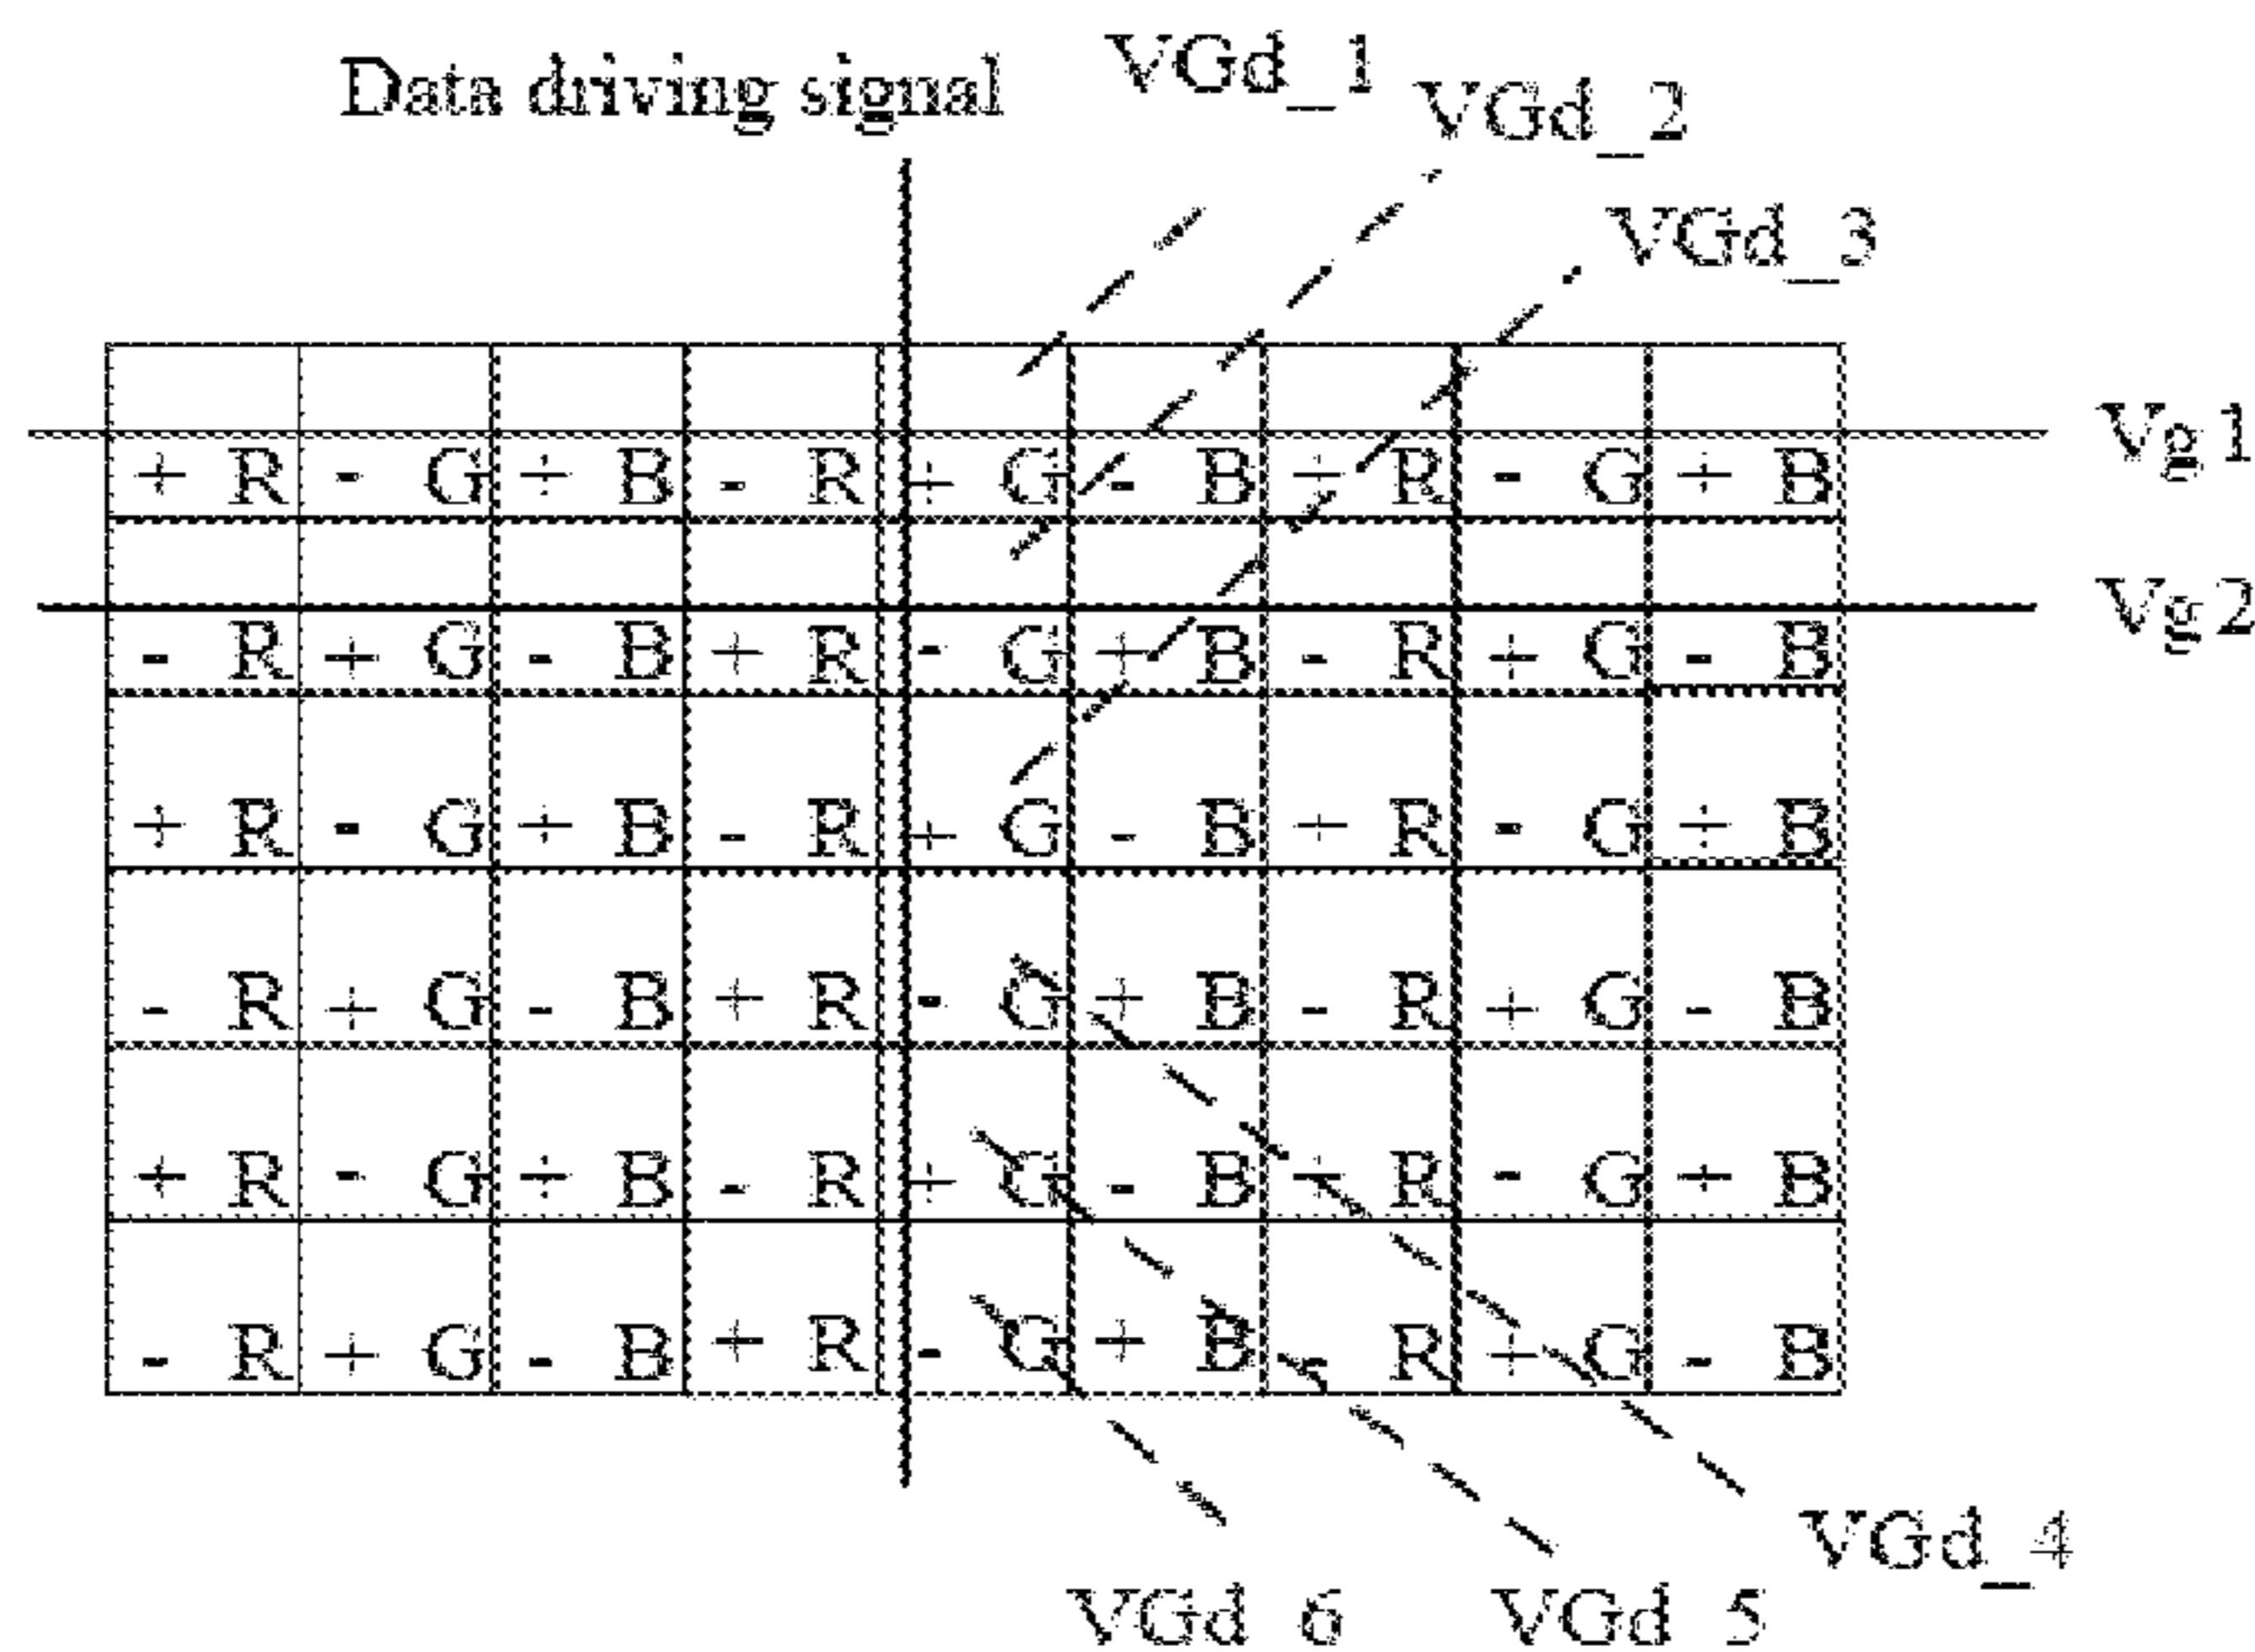 Data driving signal
VGd_1
VGd_2
VGd_3
Vg1
+ R - G + B - R + G - B + R - G + B
Vg2
- R + G - B + R - G + B - R + G - B
+ R - G + B - R + G - B + R - G + B
- R + G - B + R - G + B - R + G - B
+ R - G + B - R + G - B + R - G + B
- R + G - B + R - G + B - R + G - B
VGd_4
VGd_5
VGd_6